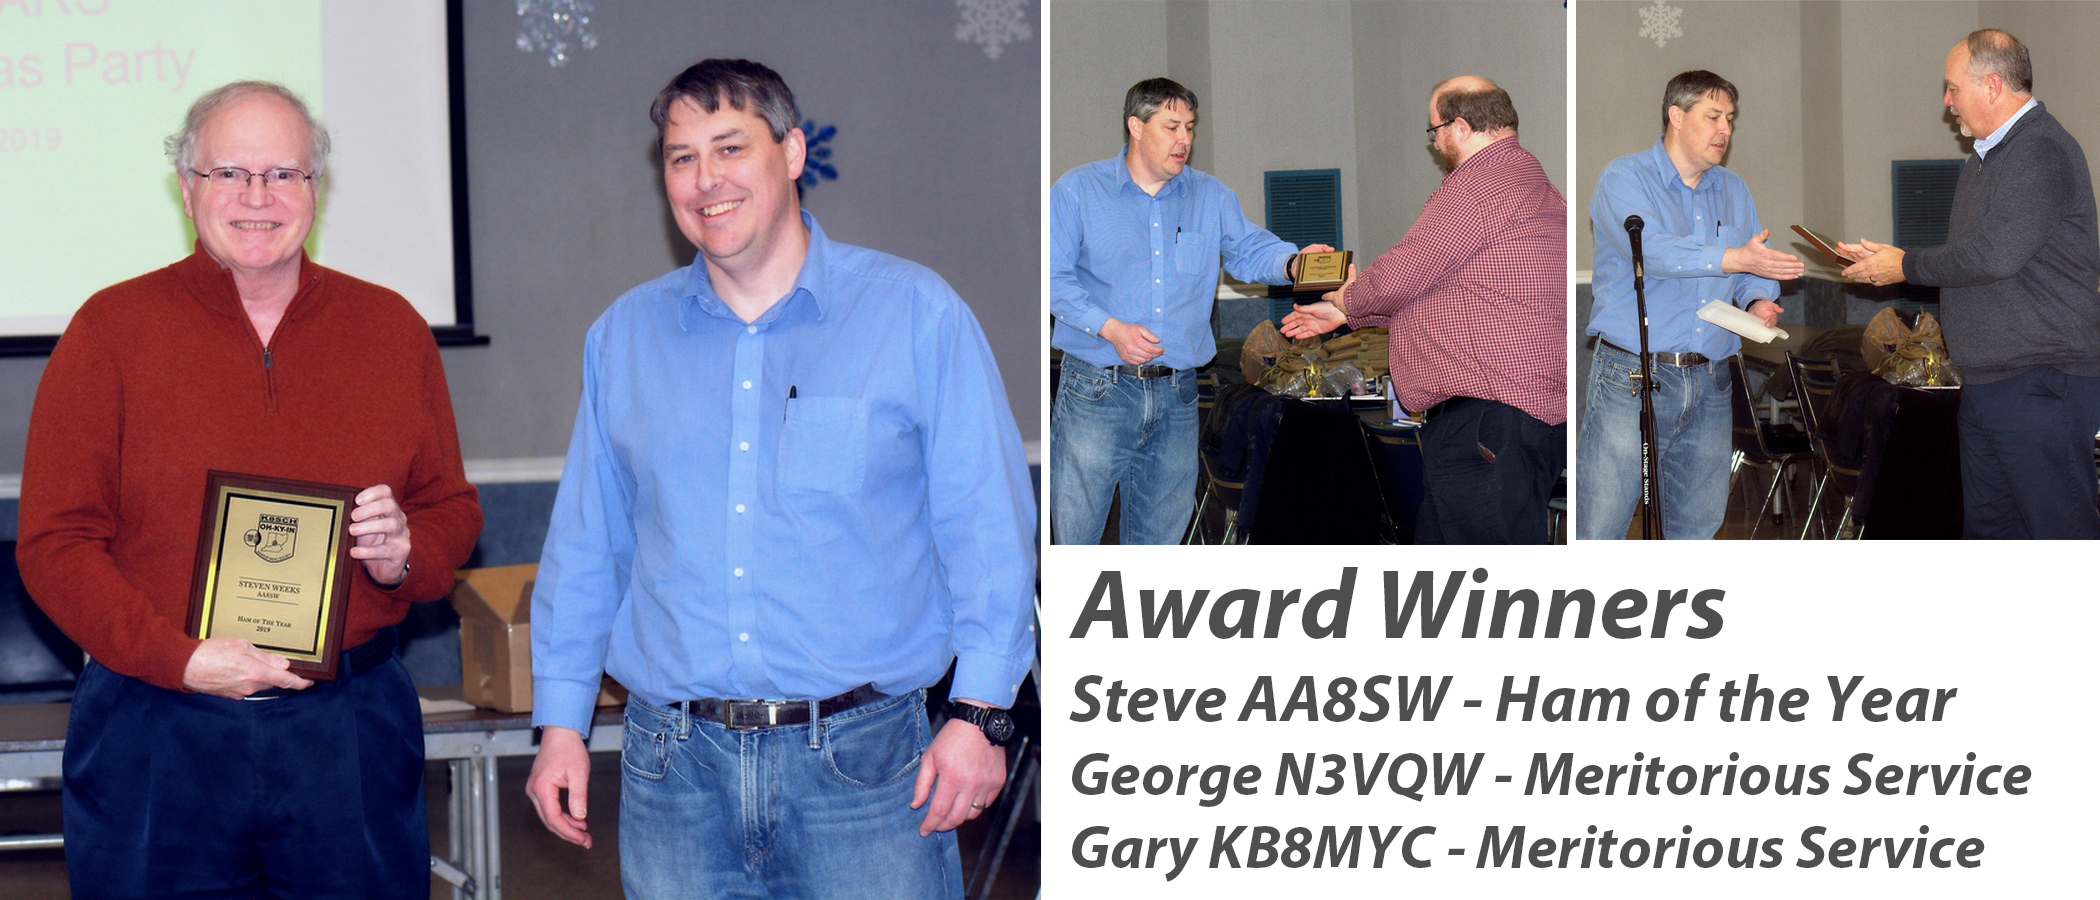 ARS
as Party
2019
K8SCH
OH-KY-IN
STEVEN WEEKS
AA8SW
HAM OF THE YEAR
2019
On-Stage Stands
Award Winners
Steve AA8SW - Ham of the Year
George N3VQW - Meritorious Service
Gary KB8MYC - Meritorious Service